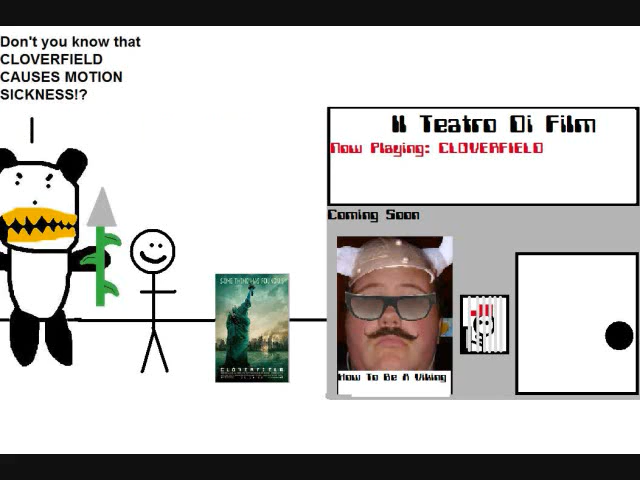 Don't you know that
CLOVERFIELD
CAUSES MOTION
SICKNESS!?
Il Teatro Di Film
Now Playing: CLOVERFIELD
Coming Soon
CLOVERFIELD
How To Be A Viking